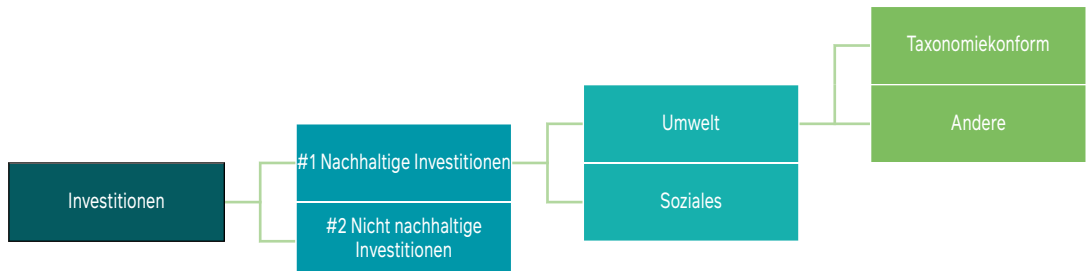 Investitionen
#1 Nachhaltige Investitionen
#2 Nicht nachhaltige
Investitionen
Umwelt
Soziales
Taxonomiekonform
Andere